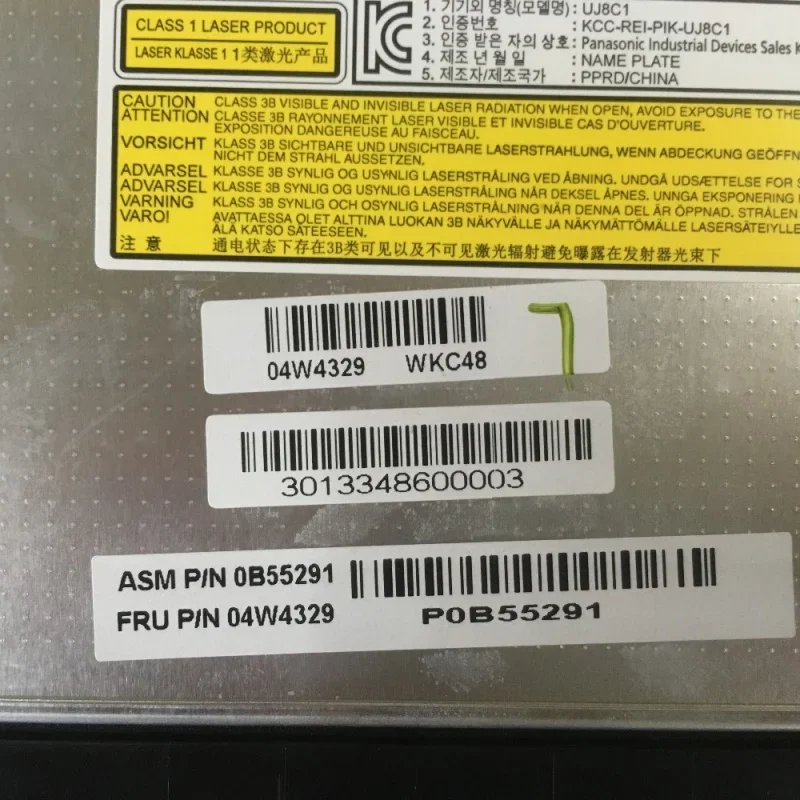 CLASS 1 LASER PRODUCT
LASER KLASSE 1 1类激光产品
1. 기기의 명칭(모델명): UJ8C1
2. 인증번호 : KCC-REI-PIK-UJ8C1
3. 인증 받은 자의 상호: Panasonic Industrial Devices Sales
4. 제조 년 월 일 : NAME PLATE
5. 제조자/제조국가 : PPRD/CHINA
CAUTION CLASS 3B VISIBLE AND INVISIBLE LASER RADIATION WHEN OPEN, AVOID EXPOSURE TO THE
ATTENTION CLASSE 3B RAYONNEMENT LASER VISIBLE ET INVISIBLE CAS D'OUVERTURE.
EXPOSITION DANGEREUSE AU FAISCEAU.
VORSICHT KLASS 3B SICHTBARE UND UNSICHTBARE LASERSTRAHLUNG, WENN ABDECKUNG GEÖFFN
NICHT DEM STRAHL AUSSETZEN.
ADVARSEL KLASSE 3B SYNLIG OG USYNLIG LASERSTRÅLING VED ÅBNING. UNDGÅ UDSÆTTELSE FOR S
ADVARSEL KLASSE 3B SYNLIG OG USYNLIG LASERSTRÅLING NÅR DEKSEL ÅPNES. UNNGA EKSPONERING
VARNING KLASS 3B SYNLIG OCH OSYNLIG LASERSTRÅLNING NÄR DENNA DEL ÄR ÖPPNAD. STRÅLEN
VARO! AVATTAESSA OLET ALTTIINA LUOKAN 3B NÄKYVÄLLE JA NÄKYMÄTTÖMÄLLE LASERSÄTEILYLLE
ÄLÄ KATSO SÄTEESEEN.
注意 通电状态下存在3B类可见以及不可见激光辐射避免曝露在发射器光束下
04W4329 WKC48
3013348600003
ASM P/N 0B55291
FRU P/N 04W4329
P0B55291